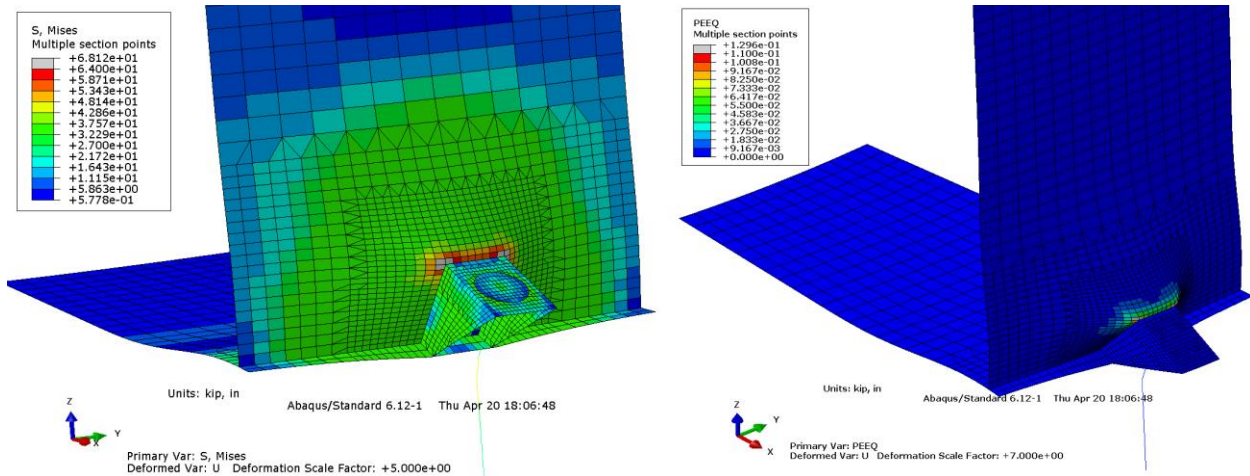 S, Mises
Multiple section points
+6.812e+01
+6.400e+01
+5.871e+01
+5.343e+01
+4.814e+01
+4.286e+01
+3.757e+01
+3.229e+01
+2.700e+01
+2.172e+01
+1.643e+01
+1.115e+01
+5.863e+00
+5.778e-01
Units: kip, in
Abaqus/Standard 6.12-1 Thu Apr 20 18:06:48
Z
Y
X
Primary Var: S, Mises
Deformed Var: U Deformation Scale Factor: +5.000e+00
PEEQ
Multiple section points
+1.296e-01
+1.100e-01
+1.008e-01
+9.167e-02
+8.250e-02
+7.333e-02
+6.417e-02
+5.500e-02
+4.583e-02
+3.667e-02
+2.750e-02
+1.833e-02
+9.167e-03
+0.000e+00
Units: kip, in
Abaqus/Standard 6.12-1 Thu Apr 20 18:06:48
Z
Y
X
Primary Var: PEEQ
Deformed Var: U Deformation Scale Factor: +7.000e+00